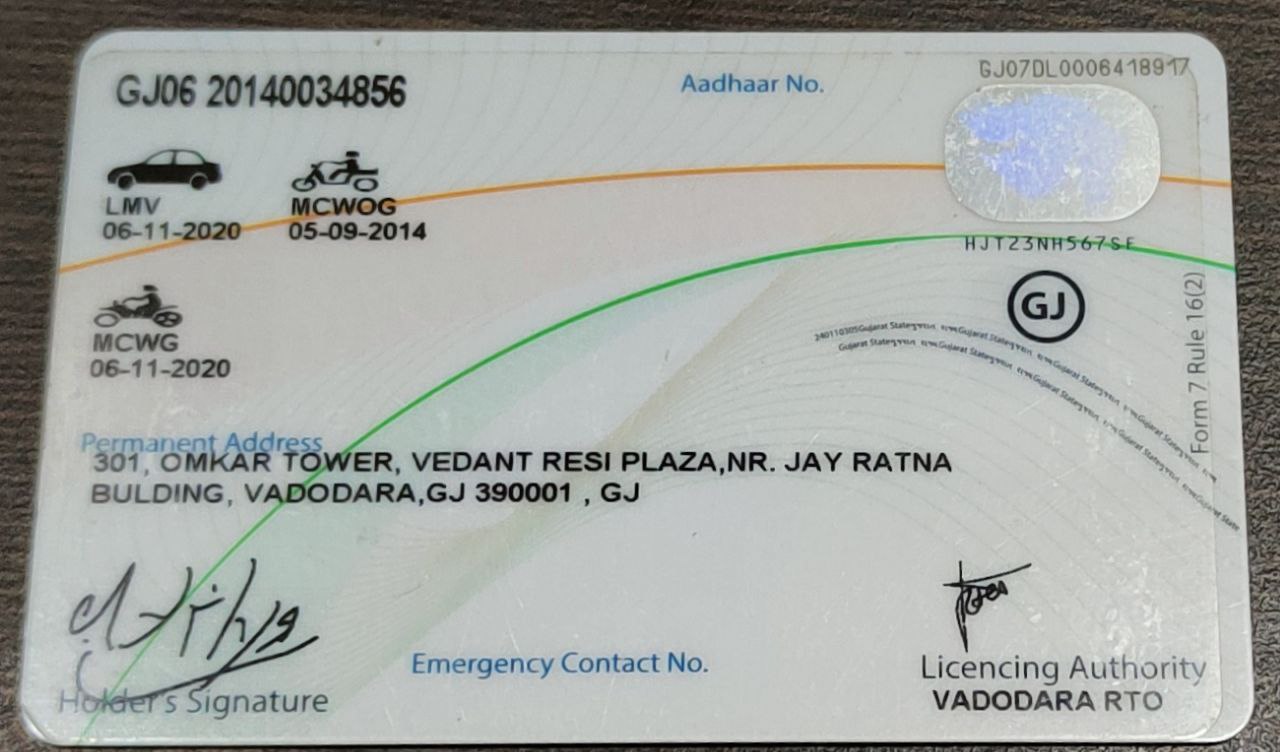 GJ06 20140034856
Aadhaar No.
GJ07DL0006418917
LMV
06-11-2020
MCWOG
05-09-2014
HJT23NH567SE
GJ
MCWG
06-11-2020
Form 7 Rule 16(2)
Permanent Address
301, OMKAR TOWER, VEDANT RESI PLAZA,NR. JAY RATNA
BULDING, VADODARA,GJ 390001 , GJ
Holder's Signature
Emergency Contact No.
Licencing Authority
VADODARA RTO